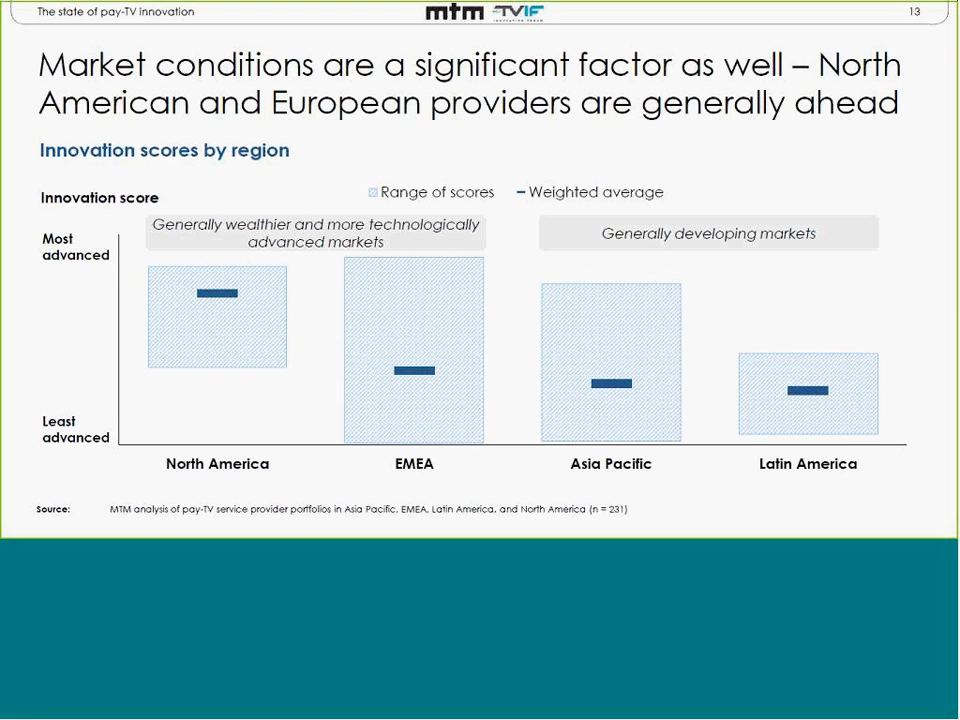 The state of pay-TV innovation
mtm TVIF
INNOVATION FORUM
13
Market conditions are a significant factor as well – North
American and European providers are generally ahead
Innovation scores by region
Innovation score
Range of scores
Weighted average
Generally wealthier and more technologically
advanced markets
Generally developing markets
Most
advanced
Least
advanced
North America
EMEA
Asia Pacific
Latin America
Source: MTM analysis of pay-TV service provider portfolios in Asia Pacific, EMEA, Latin America, and North America (n = 231)